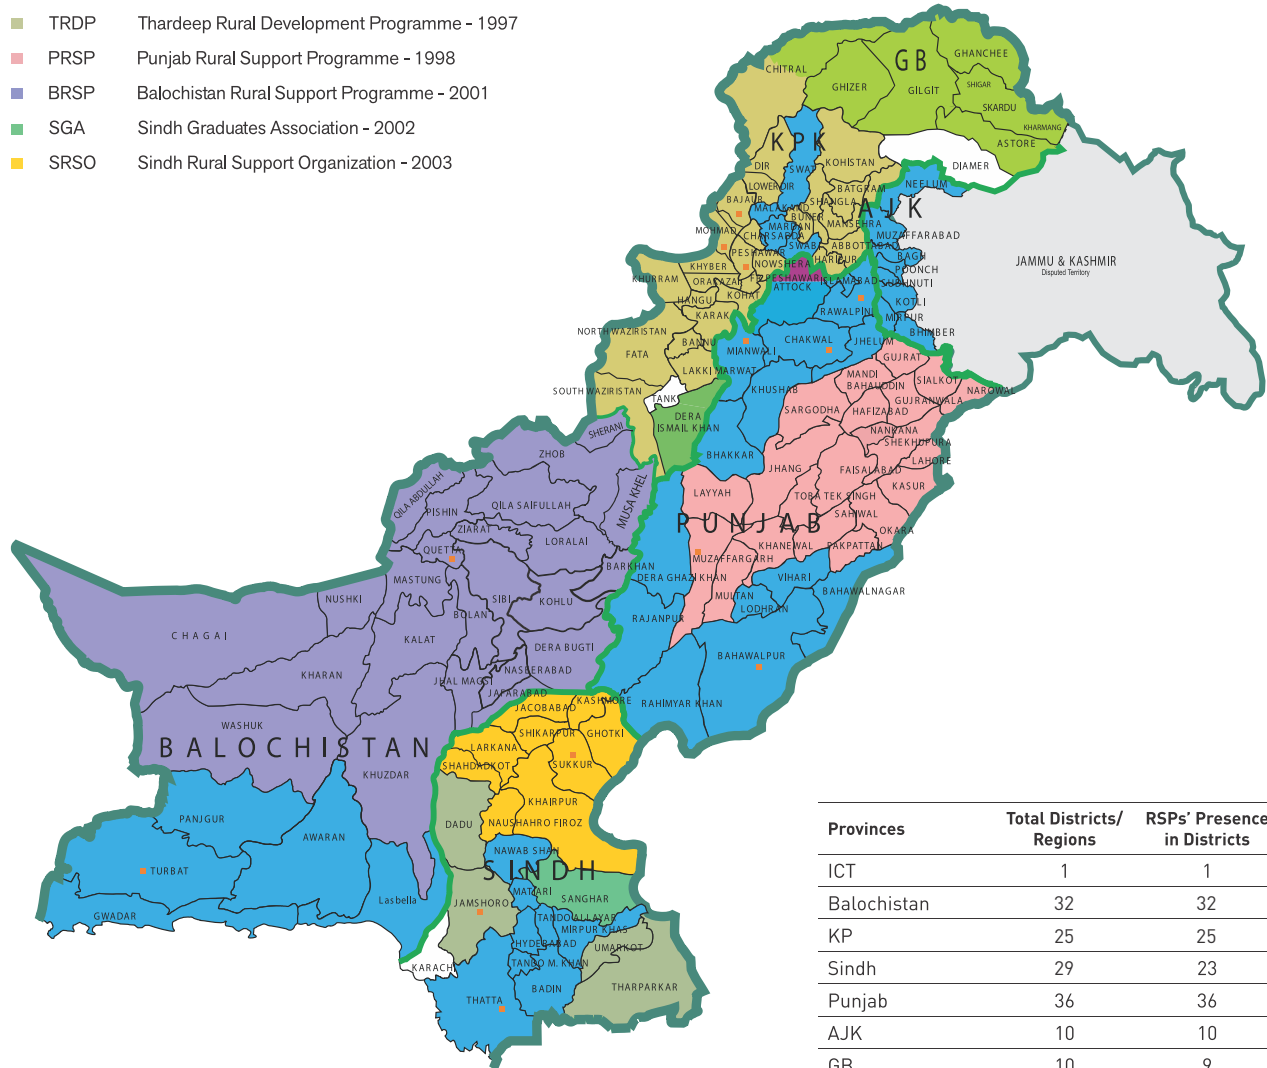 TRDP Thardeep Rural Development Programme - 1997
PRSP Punjab Rural Support Programme - 1998
BRSP Balochistan Rural Support Programme - 2001
SGA Sindh Graduates Association - 2002
SRSO Sindh Rural Support Organization - 2003
GB
GHANCHEE
CHITRAL
GHIZER
GILGIT
SHIGAR
SKARDU
KHARMANG
ASTORE
DIAMER
KPK
KOHISTAN
DIR
SWAT
LOWER DIR
BATGRAM
NEELUM
BAJAUR
SHANGLA
MALAKAND
AJK
BUNER
MANSEHRA
MARDAN
MOHMAD
CHARSADDA
MUZAFFARABAD
SWABI
ABBOTTABAD
PESHAWAR
BAGH
NOWSHERA
HARIPUR
POONCH
KHYBER
KHURRAM
ORAKAZAI
F.R.PESHAWAR
ISLAMABAD
SUDHNUTI
ATTOCK
HANGU
KOHAT
KOTLI
RAWALPINI
KARAK
MIRPUR
JAMMU & KASHMIR
Disputed Territory
NORTH WAZIRISTAN
BHIMBER
BANNU
CHAKWAL
JHELUM
MIANWALI
FATA
GUJRAT
LAKKI MARWAT
MANDI
BAHAUDDIN
SIALKOT
SOUTH WAZIRISTAN
KHUSHAB
NAROWAL
TANK
GUJRANWALA
SARGODHA
HAFIZABAD
DERA
ISMAIL KHAN
SHERANI
NANKANA
SHEKHUPURA
ZHOB
BHAKKAR
LAHORE
JHANG
FAISALABAD
QILA ABDULLAH
KASUR
LAYYAH
TOBA TEK SINGH
MUSA KHEL
QILA SAIFULLAH
PISHIN
SAHIWAL
PUNJAB
ZIARAT
OKARA
LORALAI
KHANEWAL
PAKPATTAN
QUETTA
MUZAFFARGARH
BARKHAN
DERA GHAZI KHAN
VIHARI
MASTUNG
BAHAWALNAGAR
NUSHKI
SIBI
KOHLU
MULTAN
LODHRAN
BOLAN
RAJANPUR
CHAGAI
KALAT
DERA BUGTI
BAHAWALPUR
KHARAN
NASEERABAD
JHAL MAGSI
JAFARABAD
KASHMORE
RAHIMYAR KHAN
JACOBABAD
WASHUK
SHIKARPUR
GHOTKI
BALOCHISTAN
LARKANA
SHAHDADKOT
SUKKUR
KHUZDAR
KHAIRPUR
PANJGUR
DADU
NAUSHAHRO FIROZ
AWARAN
NAWAB SHAH
SINDH
TURBAT
MATIARI
Lasbella
SANGHAR
JAMSHORO
GWADAR
TANDO ALLAYAR
MIRPUR KHAS
HYDERABAD
UMARKOT
KARACHI
TANDO M. KHAN
BADIN
THARPARKAR
THATTA
Provinces Total Districts/ Regions RSPs' Presence in Districts
ICT 1 1
Balochistan 32 32
KP 25 25
Sindh 29 23
Punjab 36 36
AJK 10 10
GB 10 9